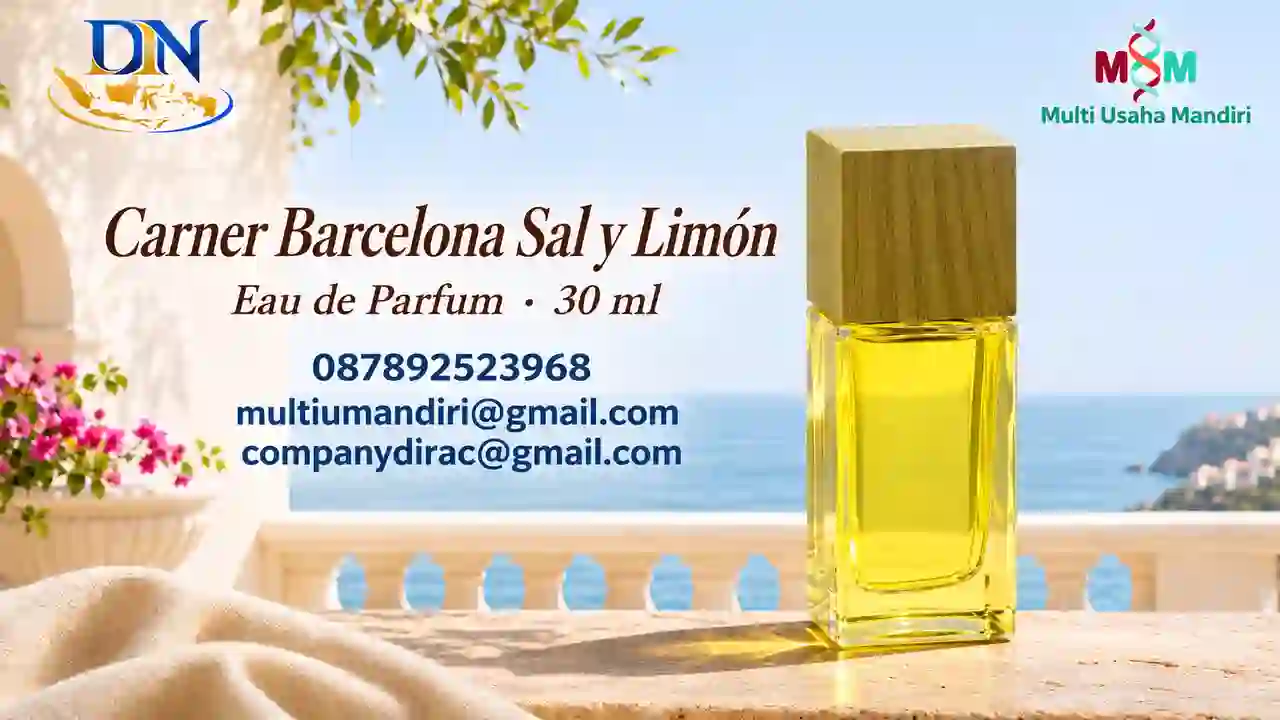 DN
M8M
Multi Usaha Mandiri
Carner Barcelona Sal y Limón
Eau de Parfum · 30 ml
087892523968
multiumandiri@gmail.com
companydirac@gmail.com